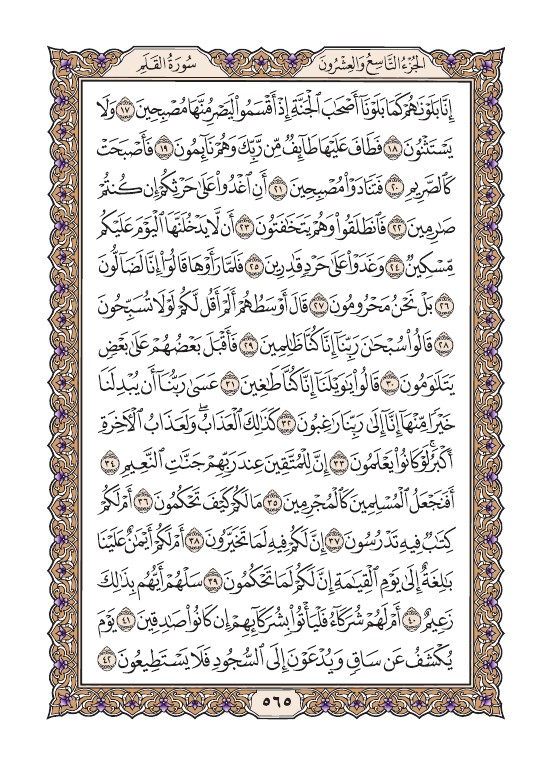 الجُزْءُ التَّاسِعُ وَالعِشْرُونَ
سُورَةُ القَلَمِ
إِنَّا بَلَوْنَٰهُمْ كَمَا بَلَوْنَآ أَصْحَٰبَ ٱلْجَنَّةِ إِذْ أَقْسَمُوا۟ لَيَصْرِمُنَّهَا مُصْبِحِينَ ١٧ وَلَا
يَسْتَثْنُونَ ١٨ فَطَافَ عَلَيْهَا طَآئِفٌ مِّن رَّبِّكَ وَهُمْ نَآئِمُونَ ١٩ فَأَصْبَحَتْ
كَٱلصَّرِيمِ ٢٠ فَتَنَادَوْا۟ مُصْبِحِينَ ٢١ أَنِ ٱغْدُوا۟ عَلَىٰ حَرْثِكُمْ إِن كُنتُمْ
صَٰرِمِينَ ٢٢ فَٱنطَلَقُوا۟ وَهُمْ يَتَخَٰفَتُونَ ٢٣ أَن لَّا يَدْخُلَنَّهَا ٱلْيَوْمَ عَلَيْكُم
مِّسْكِينٌ ٢٤ وَغَدَوْا۟ عَلَىٰ حَرْدٍ قَٰدِرِينَ ٢٥ فَلَمَّا رَأَوْهَا قَالُوٓا۟ إِنَّا لَضَآلُّونَ
٢٦ بَلْ نَحْنُ مَحْرُومُونَ ٢٧ قَالَ أَوْسَطُهُمْ أَلَمْ أَقُل لَّكُمْ لَوْلَا تُسَبِّحُونَ
٢٨ قَالُوا۟ سُبْحَٰنَ رَبِّنَآ إِنَّا كُنَّا ظَٰلِمِينَ ٢٩ فَأَقْبَلَ بَعْضُهُمْ عَلَىٰ بَعْضٍ
يَتَلَٰوَمُونَ ٣٠ قَالُوا۟ يَٰوَيْلَنَآ إِنَّا كُنَّا طَٰغِينَ ٣١ عَسَىٰ رَبُّنَآ أَن يُبْدِلَنَا
خَيْرًا مِّنْهَآ إِنَّآ إِلَىٰ رَبِّنَا رَٰغِبُونَ ٣٢ كَذَٰلِكَ ٱلْعَذَابُ ۖ وَلَعَذَابُ ٱلْـَٔاخِرَةِ
أَكْبَرُ ۚ لَوْ كَانُوا۟ يَعْلَمُونَ ٣٣ إِنَّ لِلْمُتَّقِينَ عِندَ رَبِّهِمْ جَنَّٰتِ ٱلنَّعِيمِ ٣٤
أَفَنَجْعَلُ ٱلْمُسْلِمِينَ كَٱلْمُجْرِمِينَ ٣٥ مَا لَكُمْ كَيْفَ تَحْكُمُونَ ٣٦ أَمْ لَكُمْ
كِتَٰبٌ فِيهِ تَدْرُسُونَ ٣٧ إِنَّ لَكُمْ فِيهِ لَمَا تَخَيَّرُونَ ٣٨ أَمْ لَكُمْ أَيْمَٰنٌ عَلَيْنَا
بَٰلِغَةٌ إِلَىٰ يَوْمِ ٱلْقِيَٰمَةِ إِنَّ لَكُمْ لَمَا تَحْكُمُونَ ٣٩ سَلْهُمْ أَيُّهُم بِذَٰلِكَ
زَعِيمٌ ٤٠ أَمْ لَهُمْ شُرَكَآءُ فَلْيَأْتُوا۟ بِشُرَكَآئِهِمْ إِن كَانُوا۟ صَٰدِقِينَ ٤١ يَوْمَ
يُكْشَفُ عَن سَاقٍ وَيُدْعَوْنَ إِلَى ٱلسُّجُودِ فَلَا يَسْتَطِيعُونَ ٤٢
٥٦٥